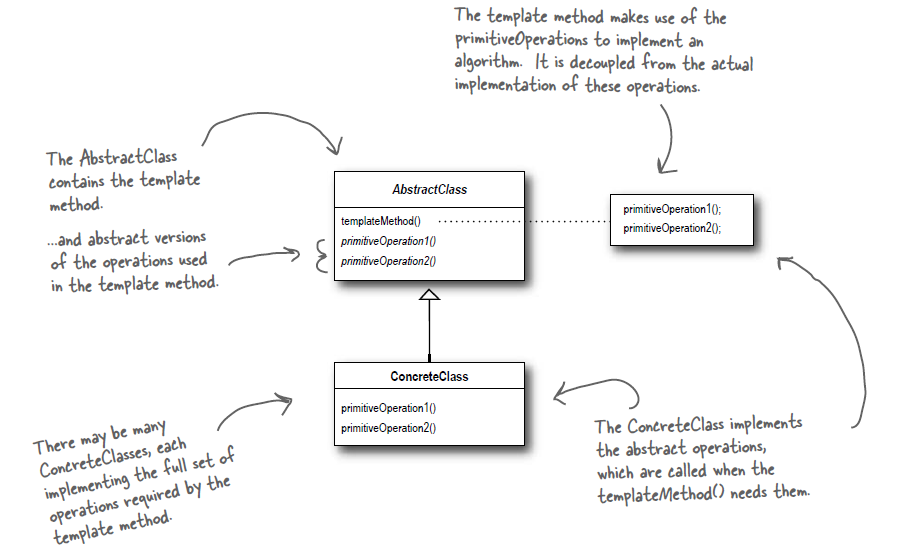 The template method makes use of the
primitiveOperations to implement an
algorithm. It is decoupled from the actual
implementation of these operations.
The AbstractClass
contains the template
method.
...and abstract versions
of the operations used
in the template method.
AbstractClass
templateMethod()
primitiveOperation1()
primitiveOperation2()
primitiveOperation1();
primitiveOperation2();
ConcreteClass
primitiveOperation1()
primitiveOperation2()
There may be many
ConcreteClasses, each
implementing the full set of
operations required by the
template method.
The ConcreteClass implements
the abstract operations,
which are called when the
templateMethod() needs them.